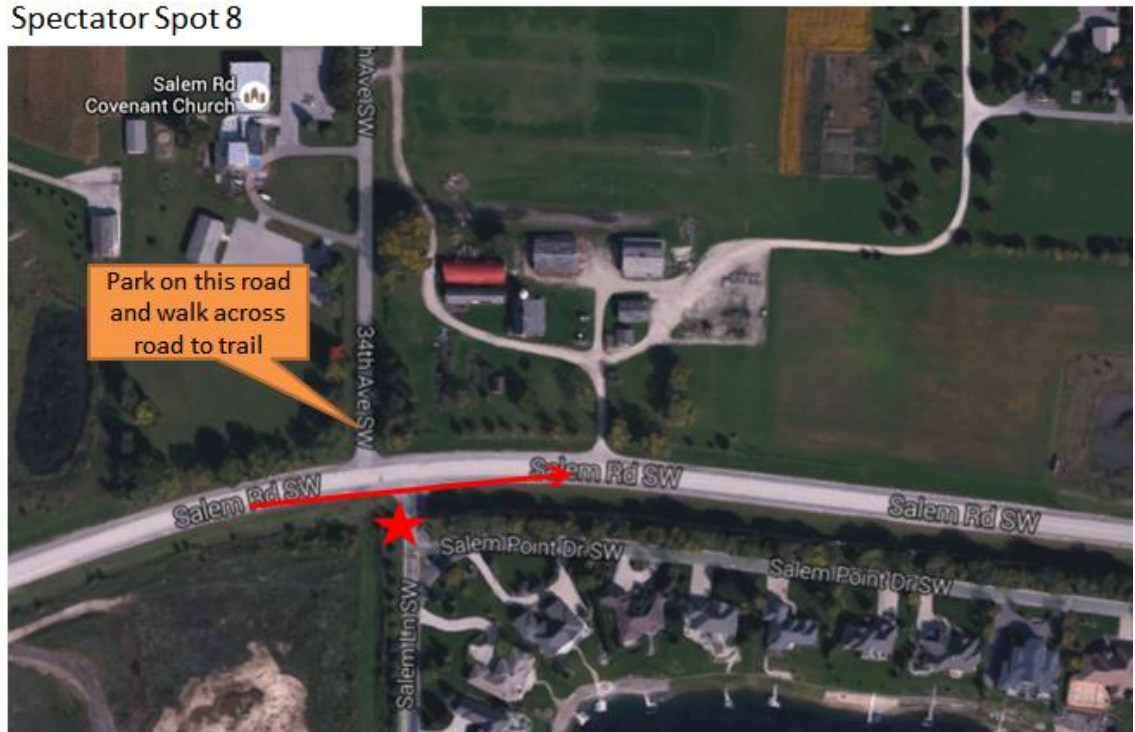 Spectator Spot 8
Salem Rd
Covenant Church
h Ave SW
Park on this road
and walk across
road to trail
34th Ave SW
Salem Rd SW
Salem Rd SW
Salem Rd SW
Salem Point Dr SW
Salem Point Dr SW
Salem Ln SW